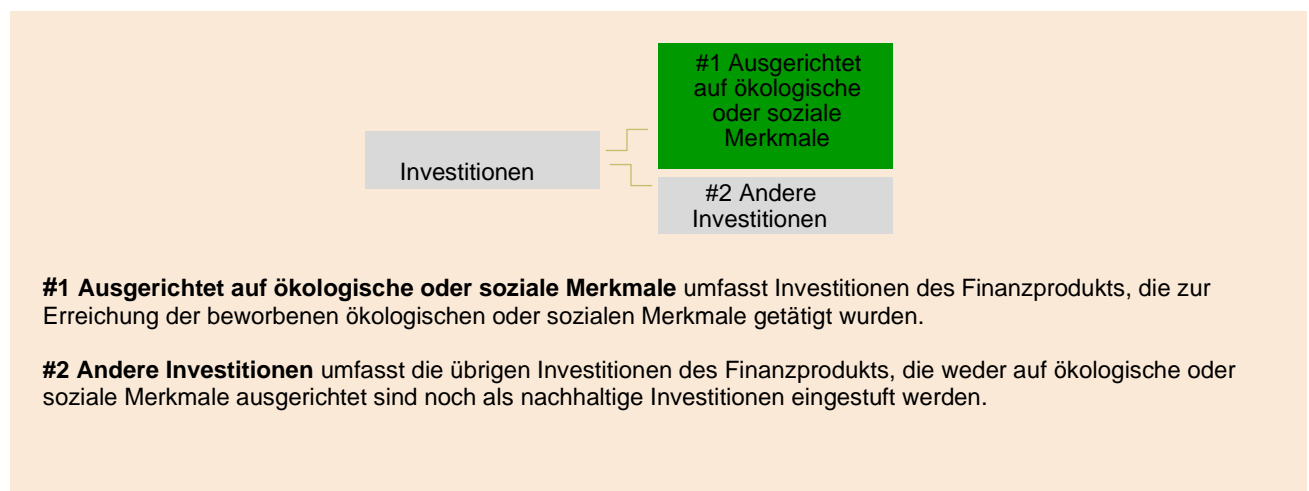 #1 Ausgerichtet
auf ökologische
oder soziale
Merkmale
Investitionen
#2 Andere
Investitionen
#1 Ausgerichtet auf ökologische oder soziale Merkmale umfasst Investitionen des Finanzprodukts, die zur
Erreichung der beworbenen ökologischen oder sozialen Merkmale getätigt wurden.
#2 Andere Investitionen umfasst die übrigen Investitionen des Finanzprodukts, die weder auf ökologische oder
soziale Merkmale ausgerichtet sind noch als nachhaltige Investitionen eingestuft werden.